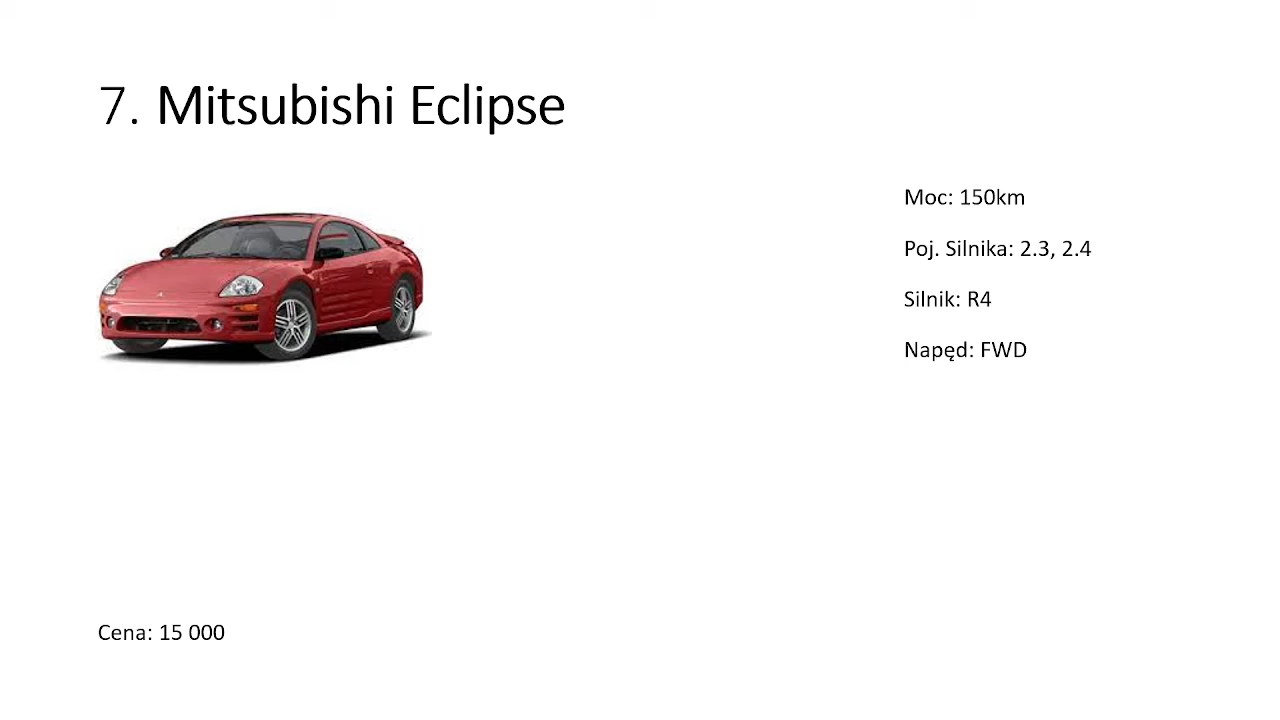 7. Mitsubishi Eclipse
Moc: 150km
Poj. Silnika: 2.3, 2.4
Silnik: R4
Napęd: FWD
Cena: 15 000